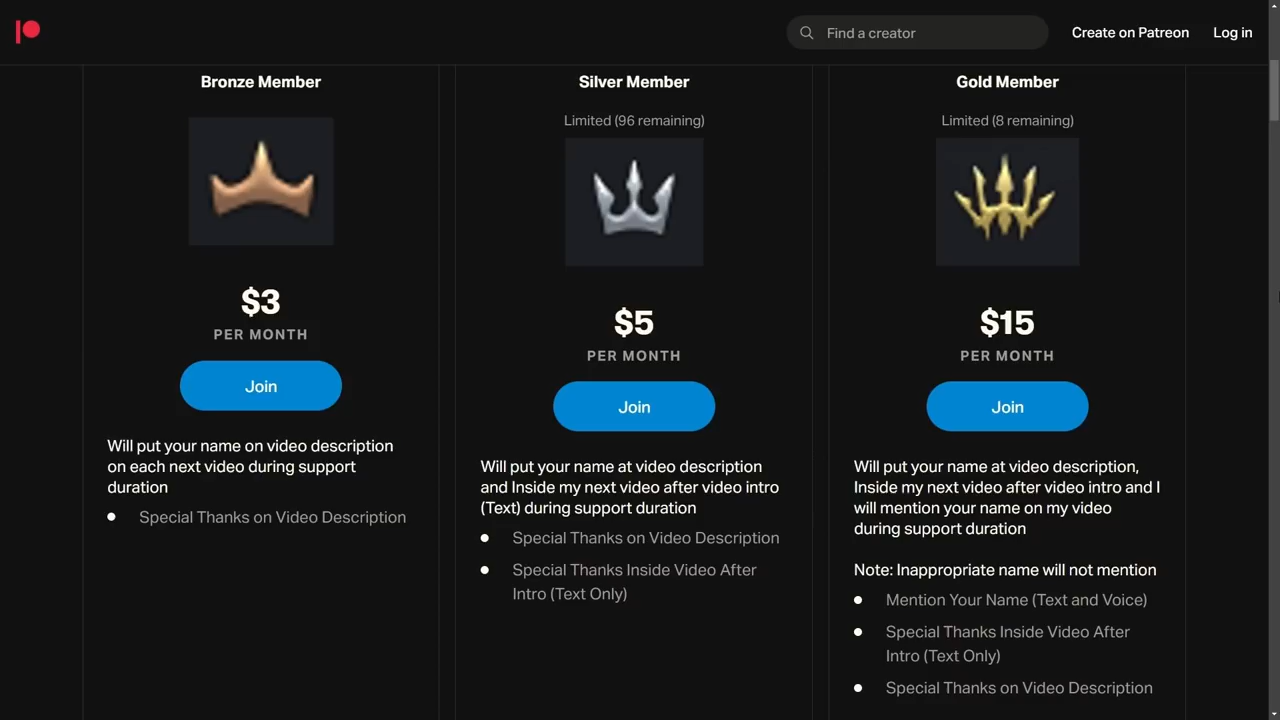 Find a creator
Create on Patreon
Log in
Bronze Member
$3
PER MONTH
Join
Will put your name on video description
on each next video during support
duration
Special Thanks on Video Description
Silver Member
Limited (96 remaining)
$5
PER MONTH
Join
Will put your name at video description
and Inside my next video after video intro
(Text) during support duration
Special Thanks on Video Description
Special Thanks Inside Video After
Intro (Text Only)
Gold Member
Limited (8 remaining)
$15
PER MONTH
Join
Will put your name at video description,
Inside my next video after video intro and I
will mention your name on my video
during support duration
Note: Inappropriate name will not mention
Mention Your Name (Text and Voice)
Special Thanks Inside Video After
Intro (Text Only)
Special Thanks on Video Description